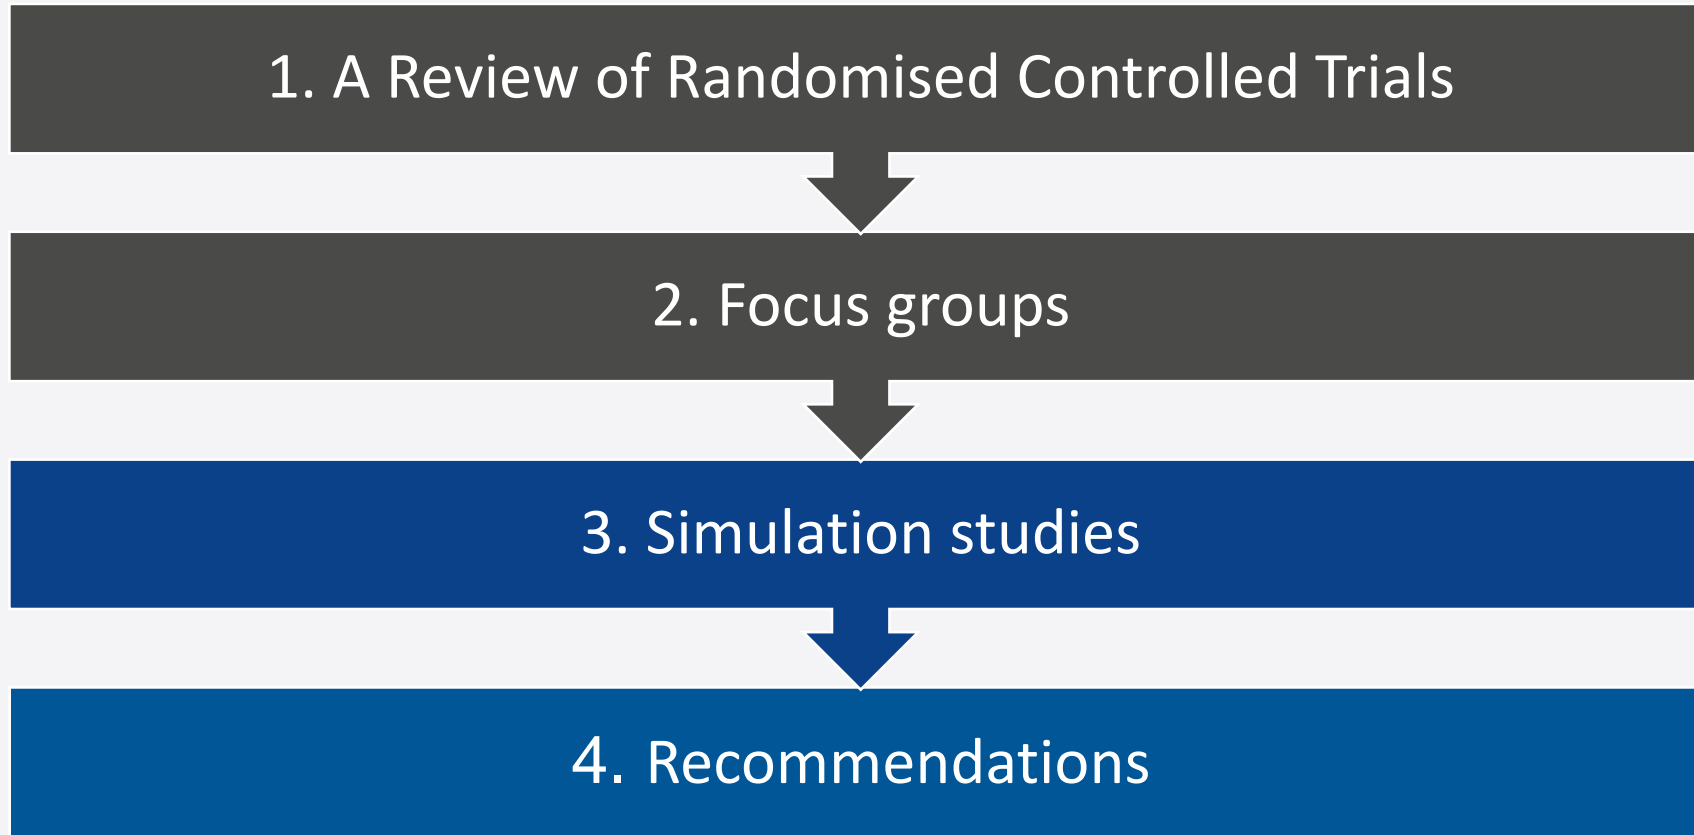 1. A Review of Randomised Controlled Trials
2. Focus groups
3. Simulation studies
4. Recommendations